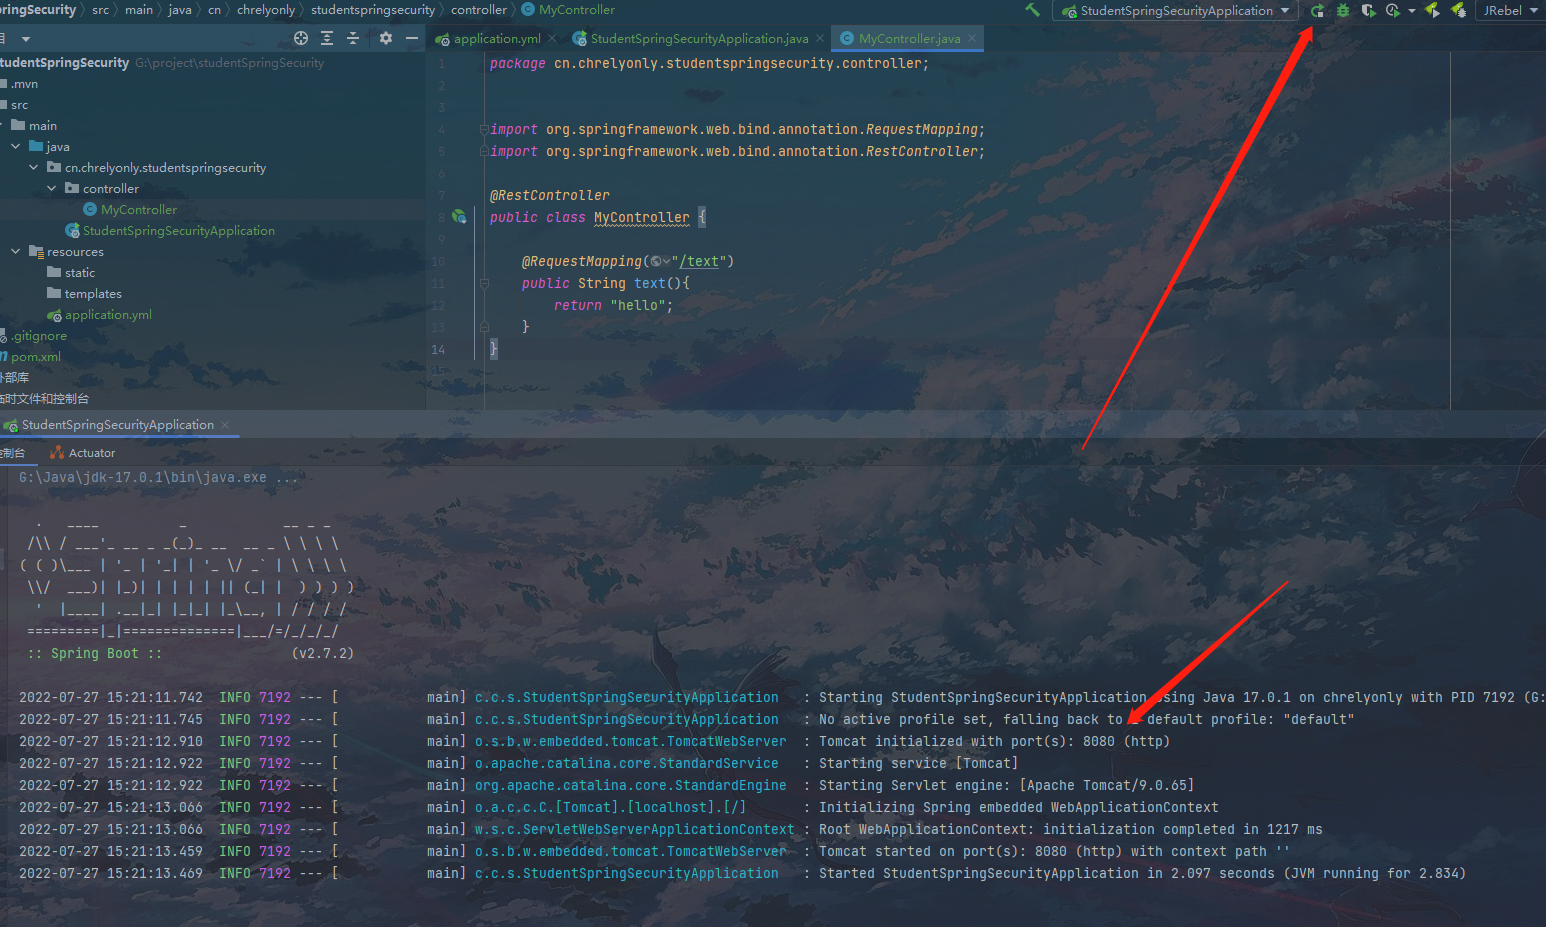 pringSecurity > src > main > java > cn > chrelyonly > studentspringsecurity > controller > MyController
StudentSpringSecurityApplication
JRebel
application.yml
StudentSpringSecurityApplication.java
MyController.java
tudentSpringSecurity G:\project\studentSpringSecurity
.mvn
src
main
java
cn.chrelyonly.studentspringsecurity
controller
MyController
StudentSpringSecurityApplication
resources
static
templates
application.yml
.gitignore
pom.xml
外部库
临时文件和控制台
1 package cn.chrelyonly.studentspringsecurity.controller;
2
3
4 import org.springframework.web.bind.annotation.RequestMapping;
5 import org.springframework.web.bind.annotation.RestController;
6
7 @RestController
8 public class MyController {
9
10 @RequestMapping("/text")
11 public String text(){
12 return "hello";
13 }
14 }
15
StudentSpringSecurityApplication
控制台 Actuator
G:\Java\jdk-17.0.1\bin\java.exe ...
  .   ____          _            __ _ _
 /\\ / ___'_ __ _ _(_)_ __  __ _ \ \ \ \
( ( )\___ | '_ | '_| | '_ \/ _` | \ \ \ \
 \\/  ___)| |_)| | | | | || (_| |  ) ) ) )
  '  |____| .__|_| |_|_| |_\__, | / / / /
 =========|_|==============|___/=/_/_/_/
 :: Spring Boot ::                (v2.7.2)
2022-07-27 15:21:11.742  INFO 7192 --- [           main] c.c.s.StudentSpringSecurityApplication   : Starting StudentSpringSecurityApplication using Java 17.0.1 on chrelyonly with PID 7192 (G:
2022-07-27 15:21:11.745  INFO 7192 --- [           main] c.c.s.StudentSpringSecurityApplication   : No active profile set, falling back to 1 default profile: "default"
2022-07-27 15:21:12.910  INFO 7192 --- [           main] o.s.b.w.embedded.tomcat.TomcatWebServer  : Tomcat initialized with port(s): 8080 (http)
2022-07-27 15:21:12.922  INFO 7192 --- [           main] o.apache.catalina.core.StandardService   : Starting service [Tomcat]
2022-07-27 15:21:12.922  INFO 7192 --- [           main] org.apache.catalina.core.StandardEngine  : Starting Servlet engine: [Apache Tomcat/9.0.65]
2022-07-27 15:21:13.066  INFO 7192 --- [           main] o.a.c.c.C.[Tomcat].[localhost].[/]       : Initializing Spring embedded WebApplicationContext
2022-07-27 15:21:13.066  INFO 7192 --- [           main] w.s.c.ServletWebServerApplicationContext : Root WebApplicationContext: initialization completed in 1217 ms
2022-07-27 15:21:13.459  INFO 7192 --- [           main] o.s.b.w.embedded.tomcat.TomcatWebServer  : Tomcat started on port(s): 8080 (http) with context path ''
2022-07-27 15:21:13.469  INFO 7192 --- [           main] c.c.s.StudentSpringSecurityApplication   : Started StudentSpringSecurityApplication in 2.097 seconds (JVM running for 2.834)